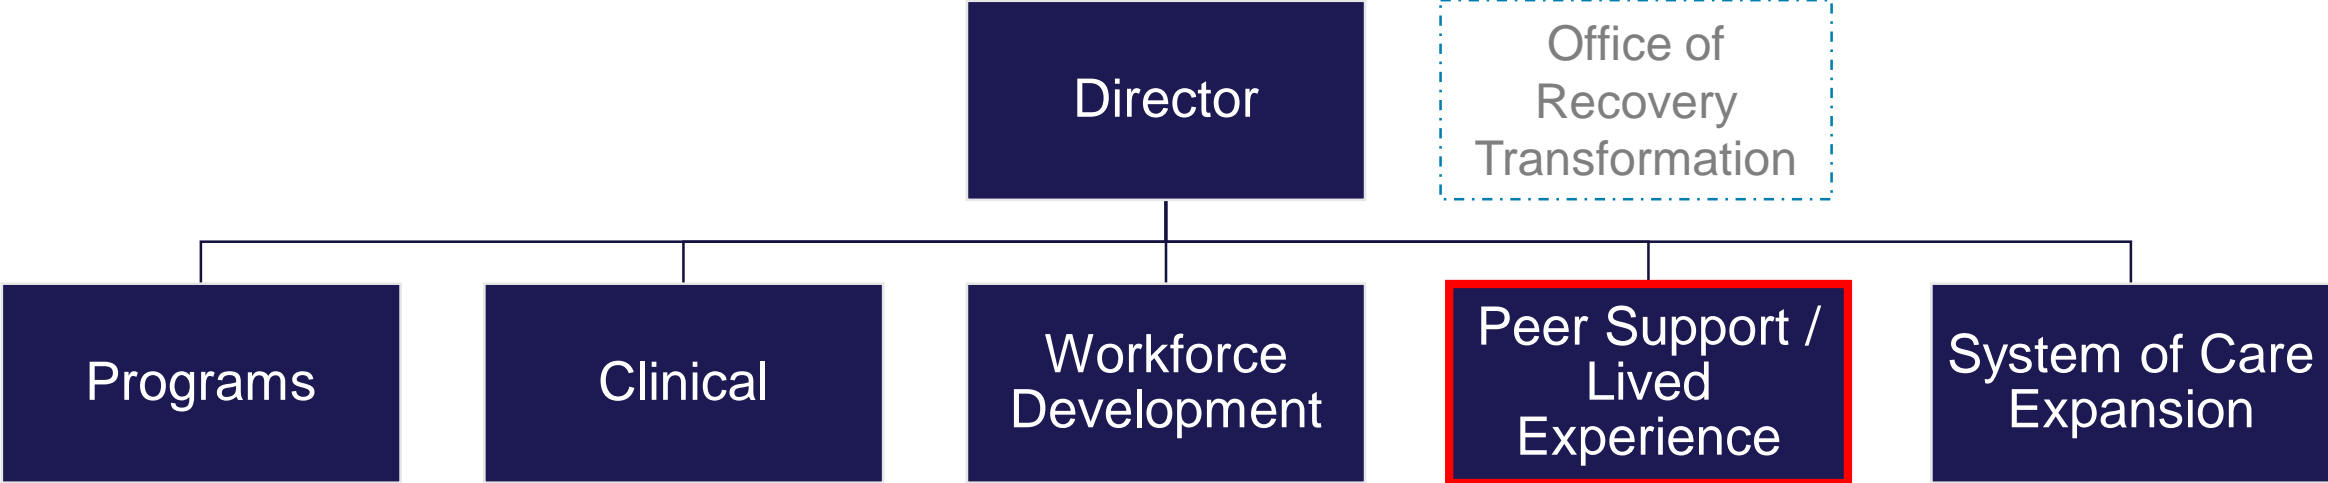 Director
Office of
Recovery
Transformation
Programs
Clinical
Workforce
Development
Peer Support /
Lived
Experience
System of Care
Expansion